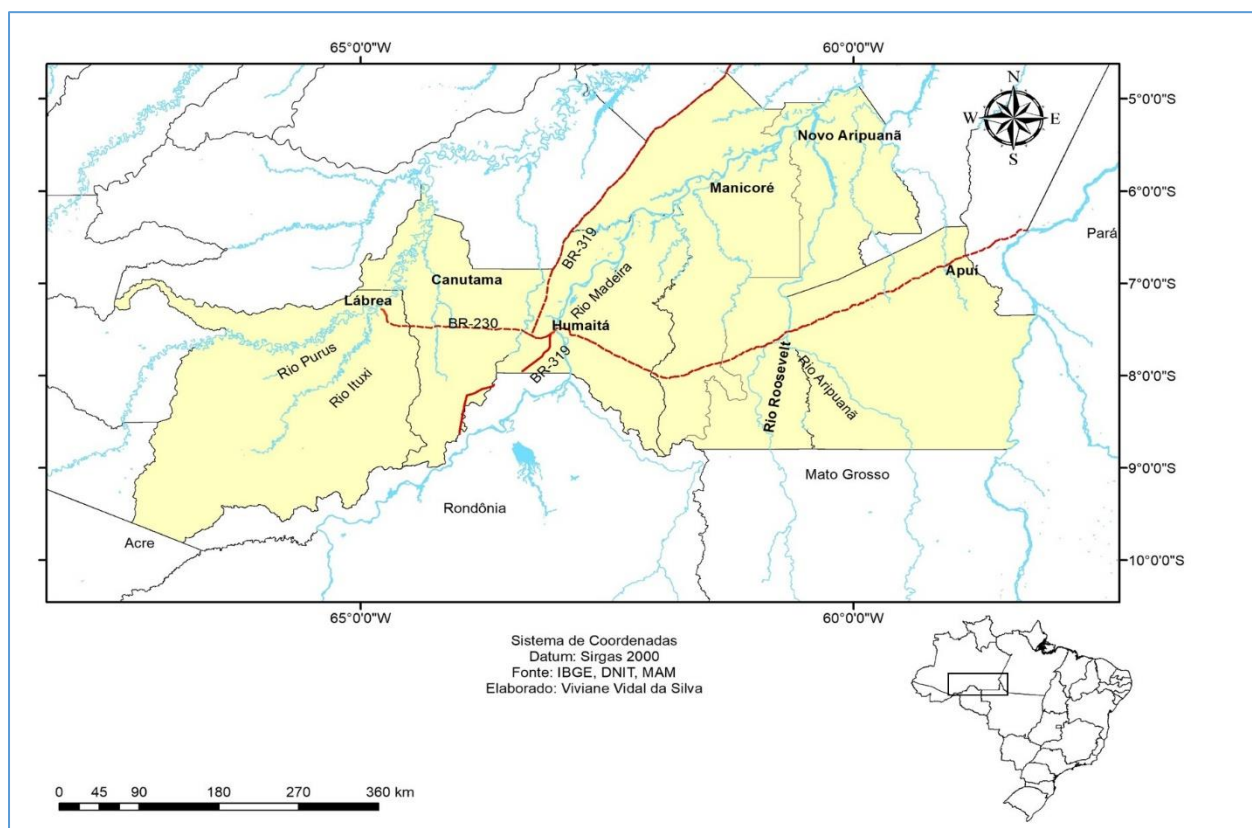 65°0'0"W
60°0'0"W
5°0'0"S
N
W
E
S
Novo Aripuanã
Manicoré
6°0'0"S
Pará
BR-319
Canutama
Apuí
7°0'0"S
Lábrea
Rio Madeira
BR-230
Humaitá
Rio Purus
Rio Ituxi
BR-319
Rio Roosevelt
Rio Aripuanã
8°0'0"S
9°0'0"S
Mato Grosso
Rondônia
Acre
10°0'0"S
65°0'0"W
60°0'0"W
Sistema de Coordenadas
Datum: Sirgas 2000
Fonte: IBGE, DNIT, MAM
Elaborado: Viviane Vidal da Silva
0 45 90 180 270 360 km